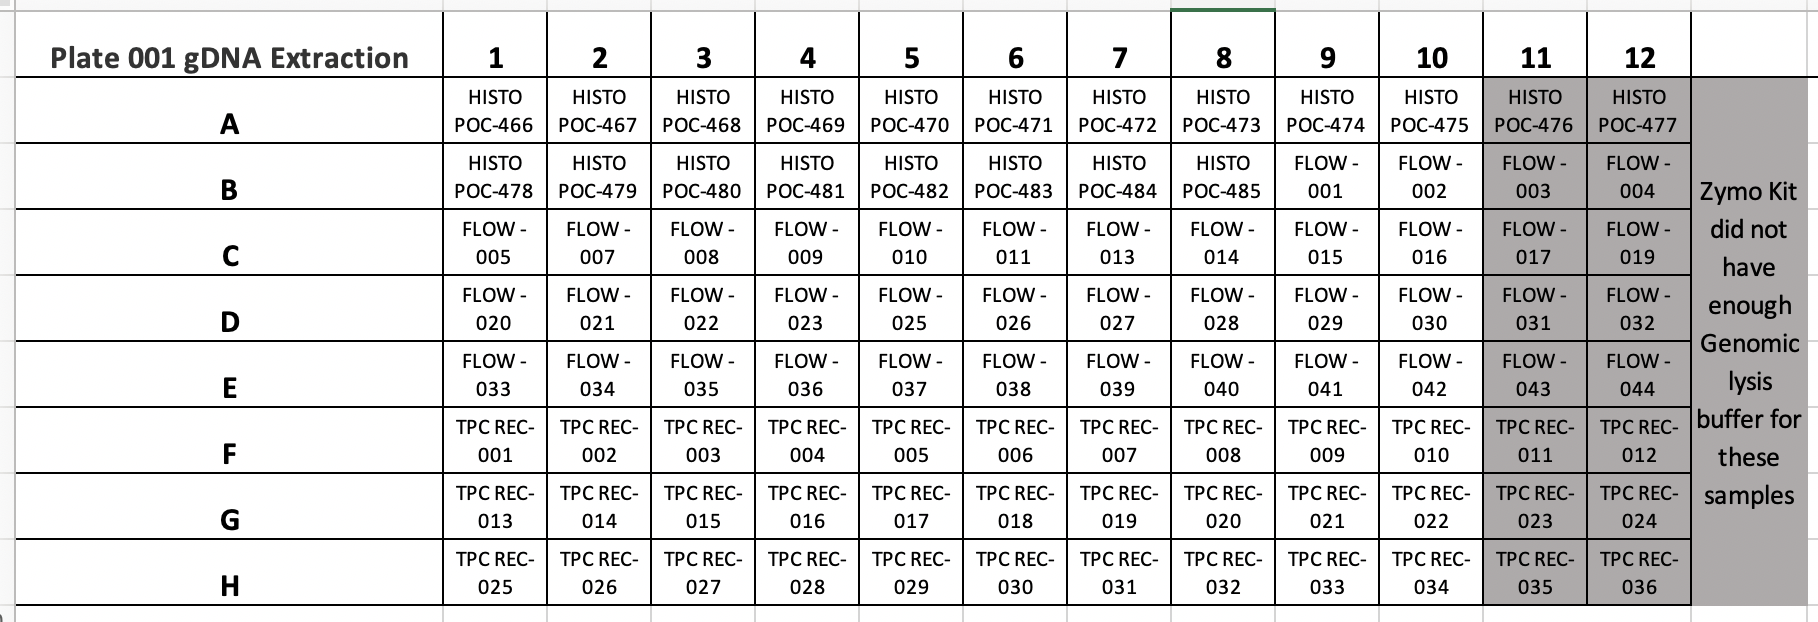 Plate 001 gDNA Extraction 1 2 3 4 5 6 7 8 9 10 11 12
HISTO HISTO HISTO HISTO HISTO HISTO HISTO HISTO HISTO HISTO HISTO HISTO
A POC-466 POC-467 POC-468 POC-469 POC-470 POC-471 POC-472 POC-473 POC-474 POC-475 POC-476 POC-477
HISTO HISTO HISTO HISTO HISTO HISTO HISTO HISTO FLOW - FLOW - FLOW - FLOW -
B POC-478 POC-479 POC-480 POC-481 POC-482 POC-483 POC-484 POC-485 001 002 003 004
FLOW - FLOW - FLOW - FLOW - FLOW - FLOW - FLOW - FLOW - FLOW - FLOW - FLOW - FLOW -
C 005 007 008 009 010 011 013 014 015 016 017 019
FLOW - FLOW - FLOW - FLOW - FLOW - FLOW - FLOW - FLOW - FLOW - FLOW - FLOW - FLOW -
D 020 021 022 023 025 026 027 028 029 030 031 032
FLOW - FLOW - FLOW - FLOW - FLOW - FLOW - FLOW - FLOW - FLOW - FLOW - FLOW - FLOW -
E 033 034 035 036 037 038 039 040 041 042 043 044
TPC REC- TPC REC- TPC REC- TPC REC- TPC REC- TPC REC- TPC REC- TPC REC- TPC REC- TPC REC- TPC REC- TPC REC-
F 001 002 003 004 005 006 007 008 009 010 011 012
TPC REC- TPC REC- TPC REC- TPC REC- TPC REC- TPC REC- TPC REC- TPC REC- TPC REC- TPC REC- TPC REC- TPC REC-
G 013 014 015 016 017 018 019 020 021 022 023 024
TPC REC- TPC REC- TPC REC- TPC REC- TPC REC- TPC REC- TPC REC- TPC REC- TPC REC- TPC REC- TPC REC- TPC REC-
H 025 026 027 028 029 030 031 032 033 034 035 036
Zymo Kit
did not
have
enough
Genomic
lysis
buffer for
these
samples